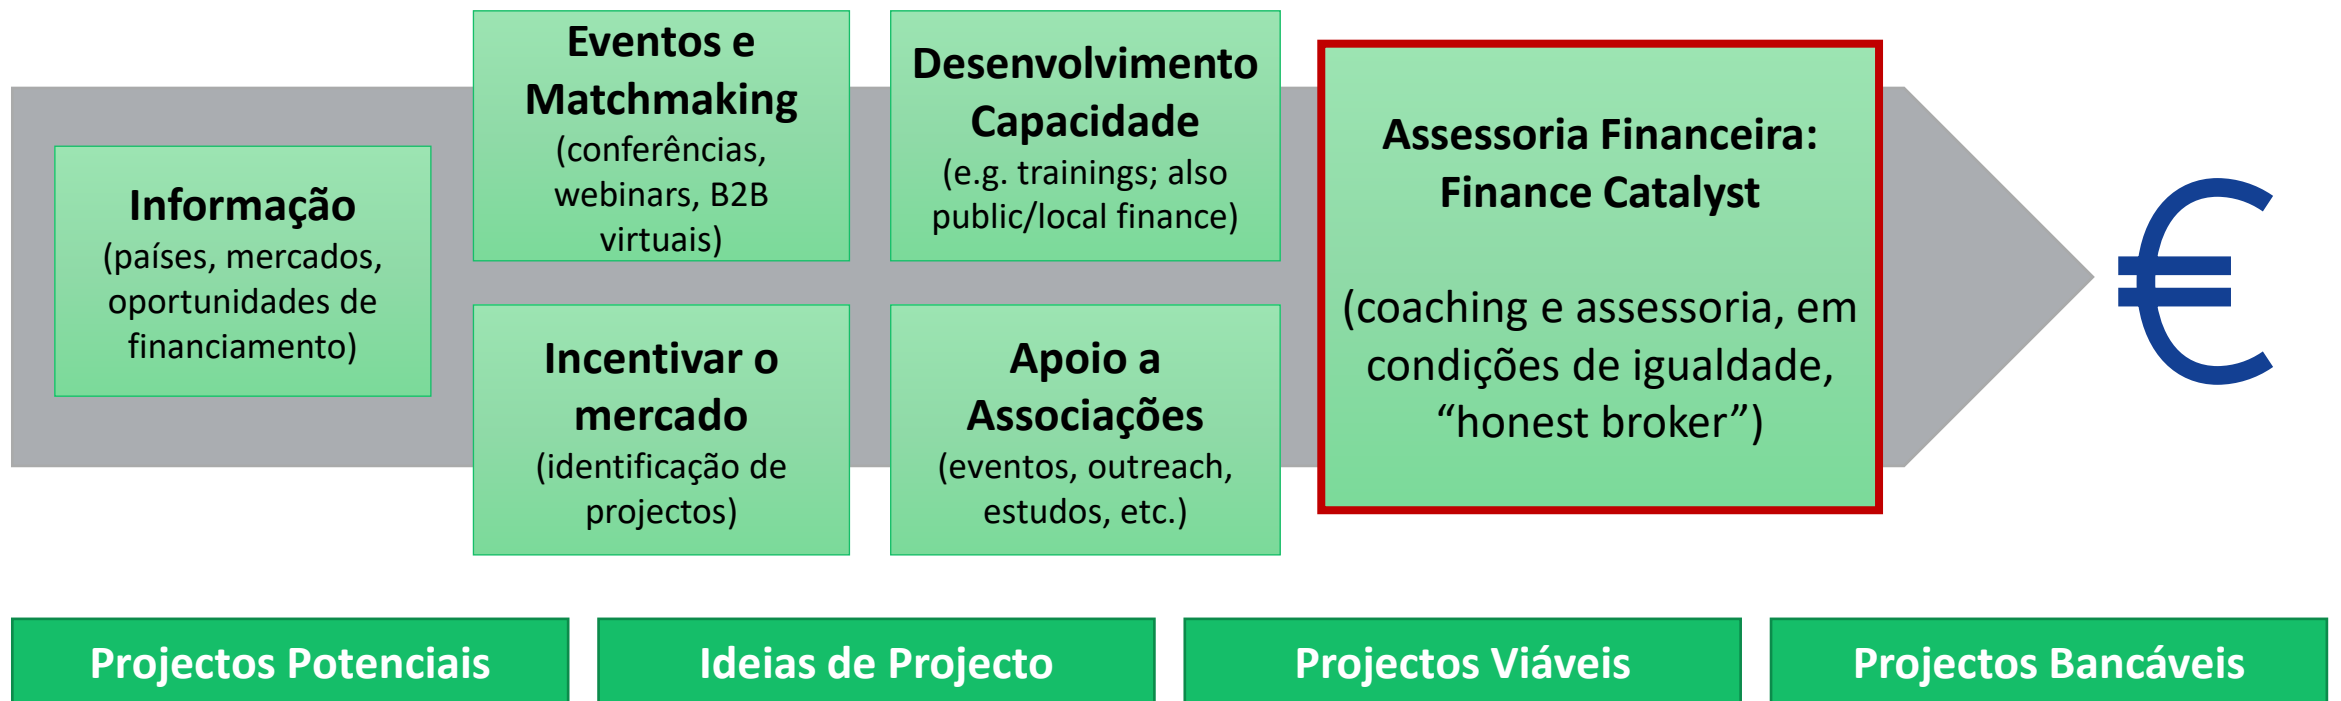 Informação
(países, mercados,
oportunidades de
financiamento)
Eventos e
Matchmaking
(conferências,
webinars, B2B
virtuais)
Incentivar o
mercado
(identificação de
projectos)
Desenvolvimento
Capacidade
(e.g. trainings; also
public/local finance)
Apoio a
Associações
(eventos, outreach,
estudos, etc.)
Assessoria Financeira:
Finance Catalyst
(coaching e assessoria, em
condições de igualdade,
“honest broker”)
€
Projectos Potenciais
Ideias de Projecto
Projectos Viáveis
Projectos Bancáveis